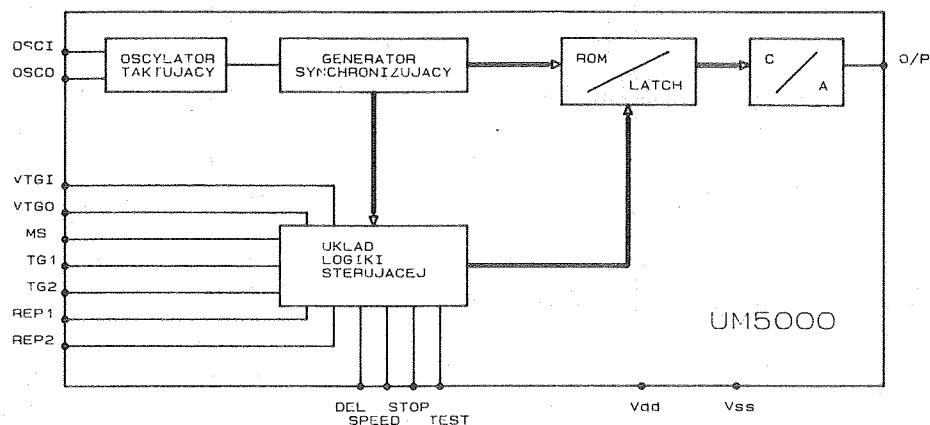 OSCI
OSCO
OSCYLATOR
TAKTUJACY
GENERATOR
SYNCHRONIZUJACY
ROM
LATCH
C
A
O/P
VTGI
VTGO
MS
TG1
TG2
REP1
REP2
UKLAD
LOGIKI
STERUJACEJ
UM5000
DEL STOP
SPEED TEST
Vdd Vss